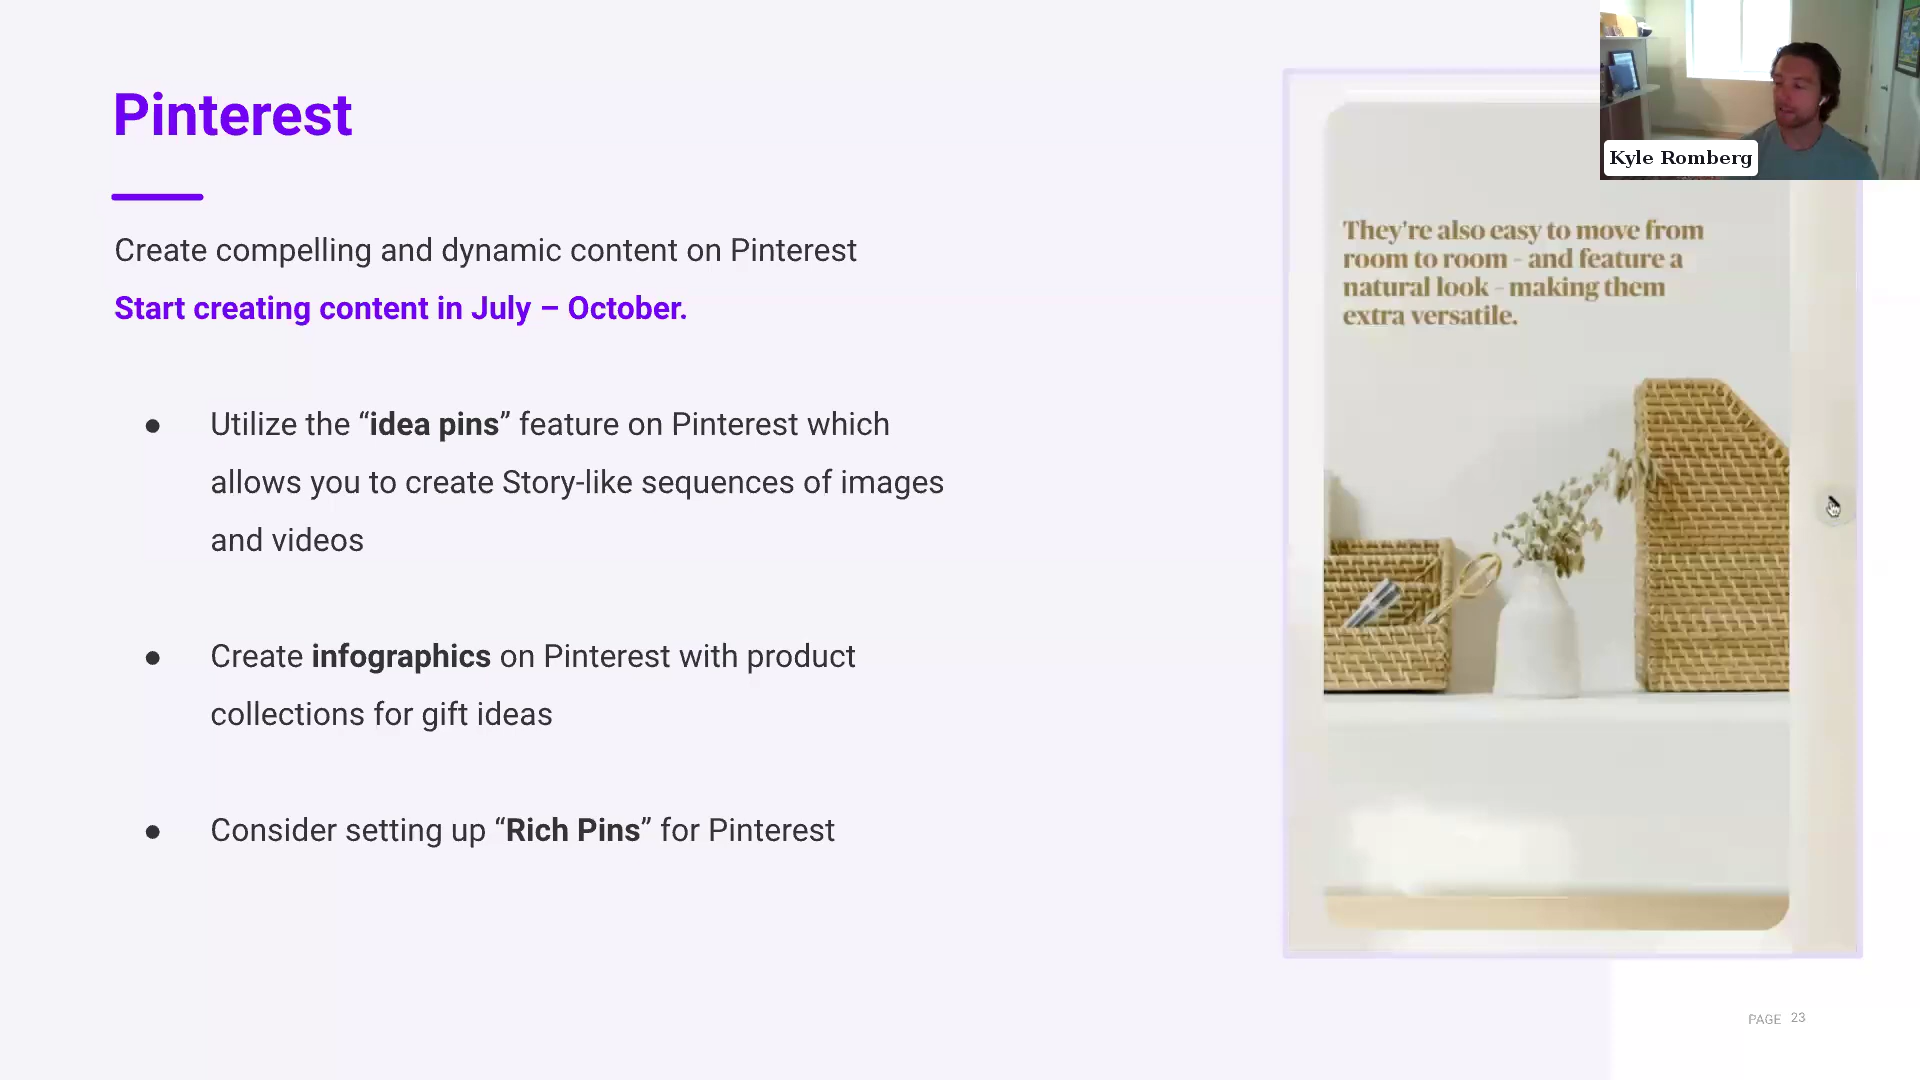 Pinterest
Create compelling and dynamic content on Pinterest
Start creating content in July – October.
● Utilize the “idea pins” feature on Pinterest which
allows you to create Story-like sequences of images
and videos
● Create infographics on Pinterest with product
collections for gift ideas
● Consider setting up “Rich Pins” for Pinterest
Kyle Romberg
They're also easy to move from
room to room - and feature a
natural look - making them
extra versatile.
PAGE 23